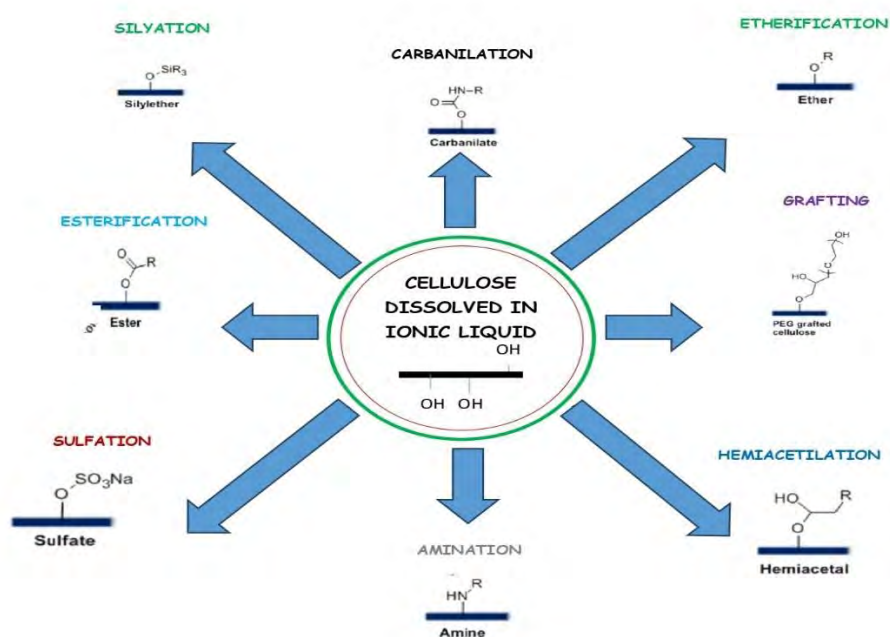 SILYATION
SiR3
O
Silylether
CARBANILATION
HN-R
O
O
Carbanilate
ETHERIFICATION
R
O
Ether
ESTERIFICATION
O
R
O
Ester
CELLULOSE
DISSOLVED IN
IONIC LIQUID
OH
OH OH
GRAFTING
OH
O
HO
O
PEG grafted
cellulose
SULFATION
SO3Na
O
Sulfate
AMINATION
R
HN
Amine
HEMIACETILATION
HO R
O
Hemiacetal